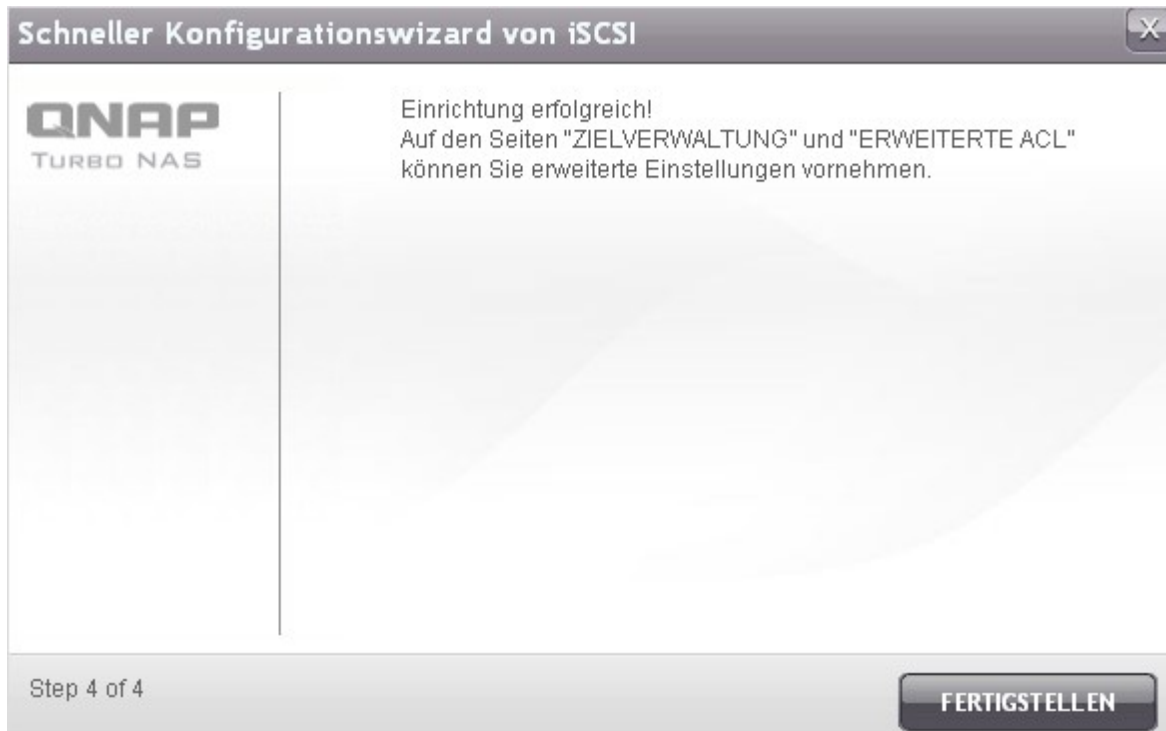 Schneller Konfigurationswizard von iSCSI
X
QNAP
TURBO NAS
Einrichtung erfolgreich!
Auf den Seiten "ZIELVERWALTUNG" und "ERWEITERTE ACL"
können Sie erweiterte Einstellungen vornehmen.
Step 4 of 4
FERTIGSTELLEN